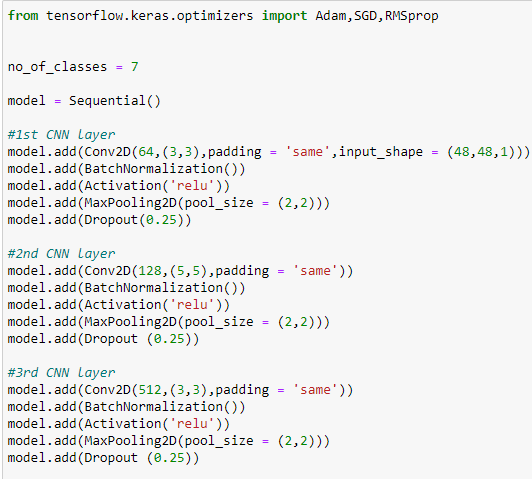 from tensorflow.keras.optimizers import Adam,SGD,RMSprop
no_of_classes = 7
model = Sequential()
#1st CNN layer
model.add(Conv2D(64,(3,3),padding = 'same',input_shape = (48,48,1)))
model.add(BatchNormalization())
model.add(Activation('relu'))
model.add(MaxPooling2D(pool_size = (2,2)))
model.add(Dropout(0.25))
#2nd CNN layer
model.add(Conv2D(128,(5,5),padding = 'same'))
model.add(BatchNormalization())
model.add(Activation('relu'))
model.add(MaxPooling2D(pool_size = (2,2)))
model.add(Dropout (0.25))
#3rd CNN layer
model.add(Conv2D(512,(3,3),padding = 'same'))
model.add(BatchNormalization())
model.add(Activation('relu'))
model.add(MaxPooling2D(pool_size = (2,2)))
model.add(Dropout (0.25))